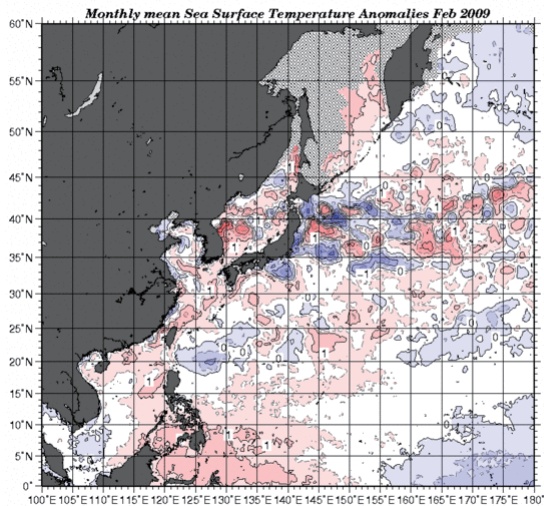 Monthly mean Sea Surface Temperature Anomalies Feb 2009
60°N
55°N
50°N
45°N
40°N
35°N
30°N
25°N
20°N
15°N
10°N
5°N
0°
100°E 105°E 110°E 115°E 120°E 125°E 130°E 135°E 140°E 145°E 150°E 155°E 160°E 165°E 170°E 175°E 180°